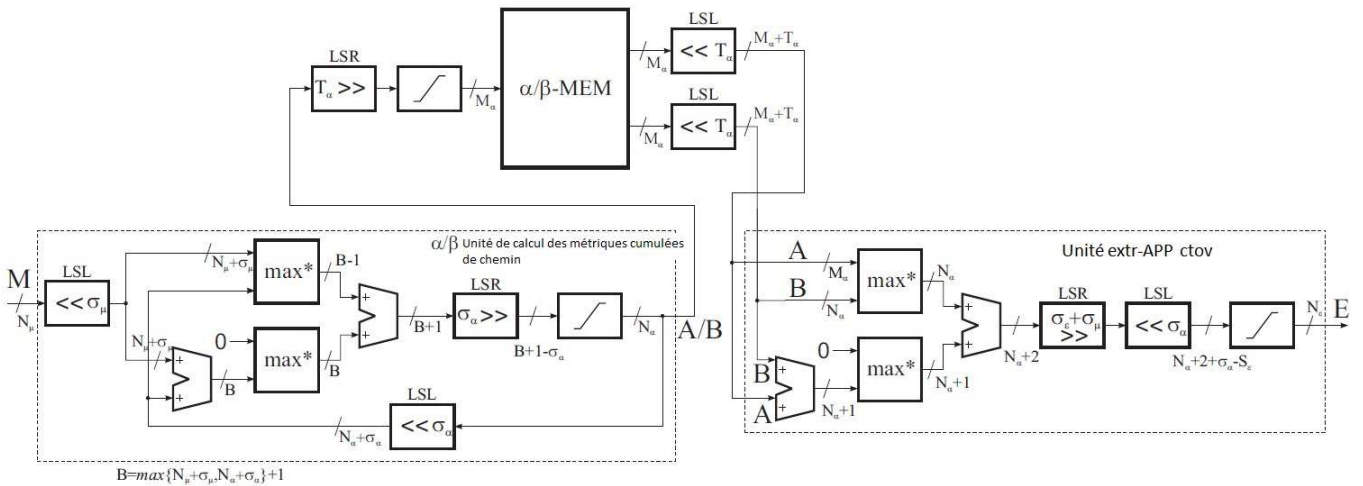 LSL
M_α+T_α
<< T_α
M_α
LSR
T_α >>
M_α
α/β-MEM
LSL
M_α+T_α
<< T_α
M_α
α/β Unité de calcul des métriques cumulées
de chemin
M
N_μ
LSL
<< σ_μ
N_μ+σ_μ
max*
B-1
N_μ+σ_μ
0
max*
B
B
+
+
+
+
B+1
LSR
σ_α >>
B+1-σ_α
N_α
A/B
LSL
<< σ_α
N_α+σ_α
B=max{N_μ+σ_μ,N_α+σ_α}+1
Unité extr-APP ctov
A
M_α
B
N_α
max*
N_α
0
max*
N_α+1
B
+
A
+
N_α+1
+
+
N_α+2
LSR
σ_ε+σ_μ
>>
LSL
<< σ_α
N_α+2+σ_α-S_ε
N_ε
E